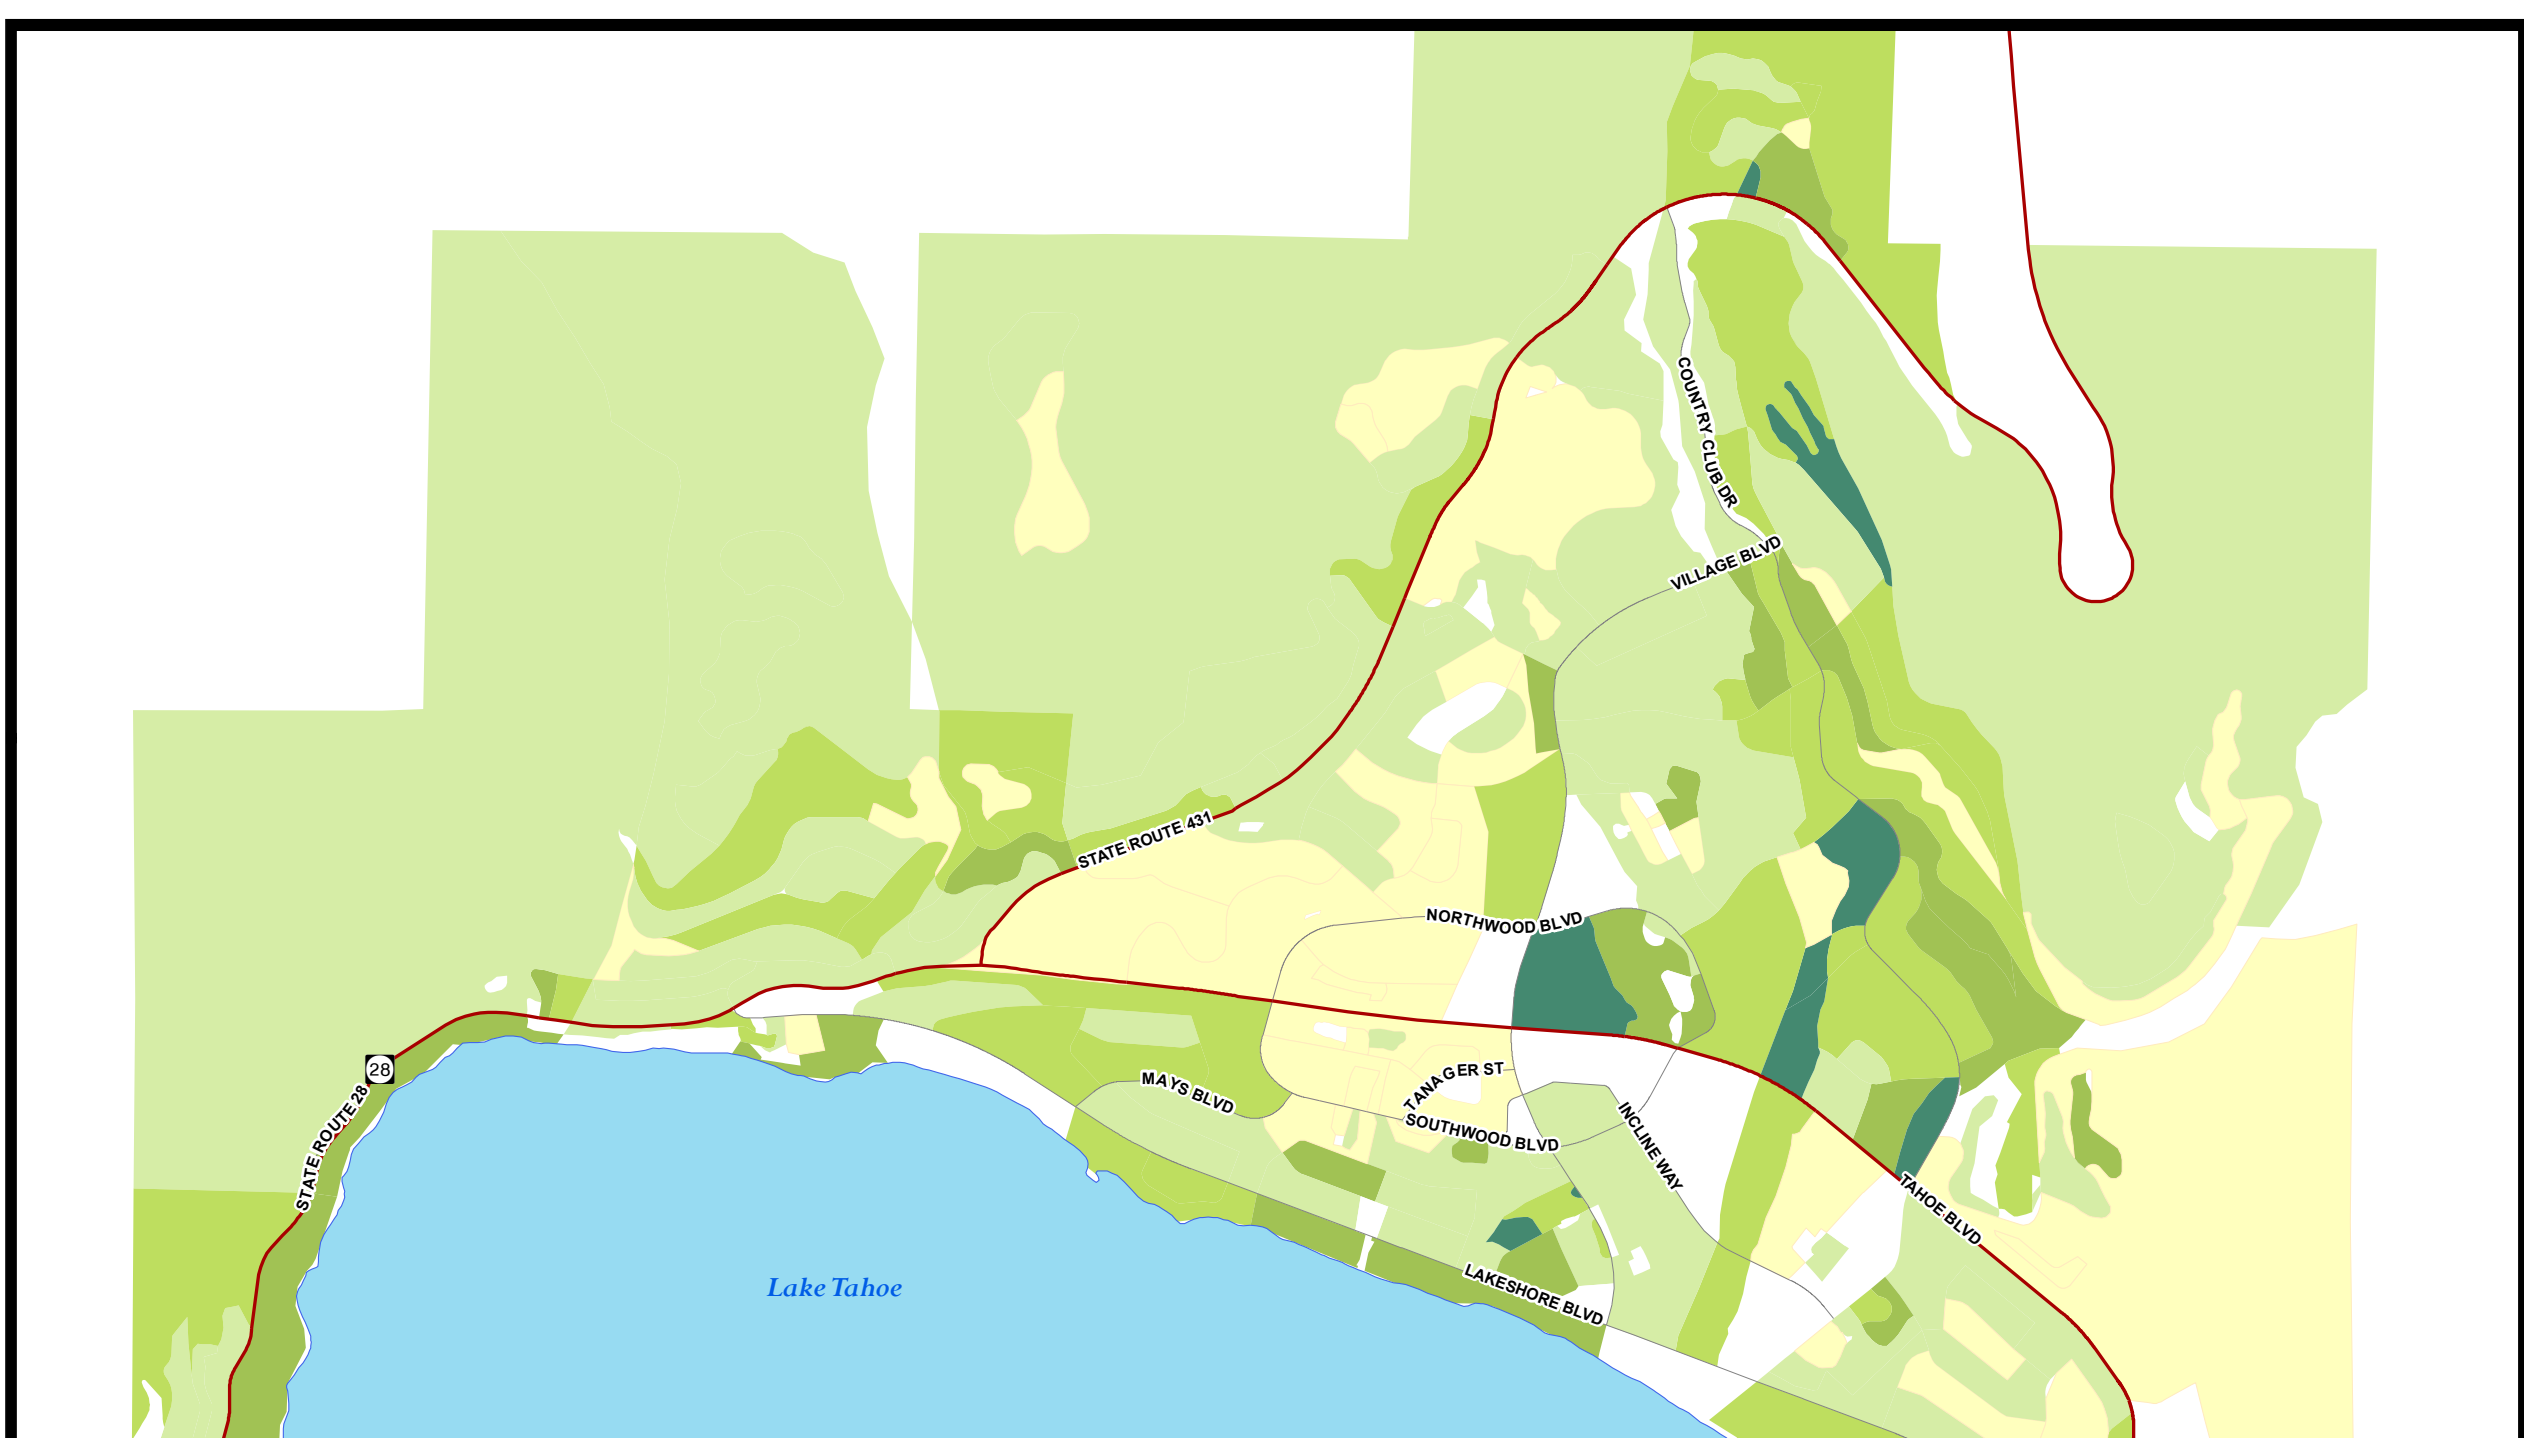 COUNTRY CLUB DR
VILLAGE BLVD
STATE ROUTE 431
NORTHWOOD BLVD
28
STATE ROUTE 28
MAYS BLVD
TANAGER ST
SOUTHWOOD BLVD
INCLINE WAY
TAHOE BLVD
LAKESHORE BLVD
Lake Tahoe